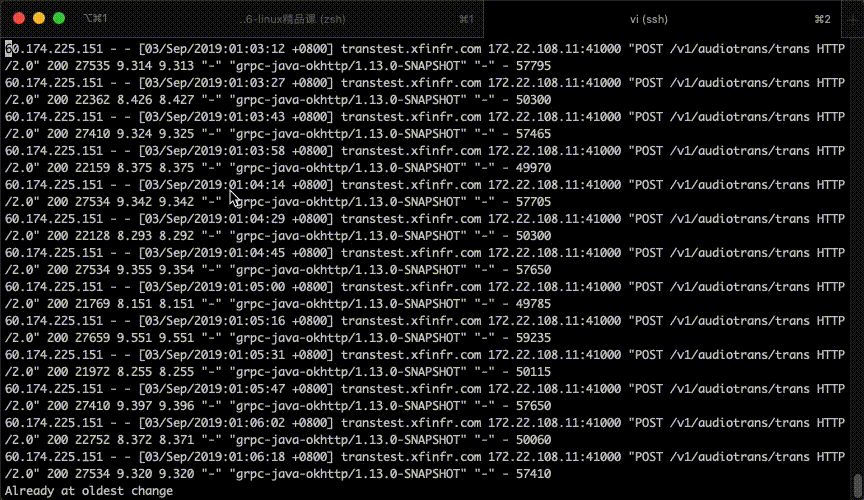 ⌥⌘1
..6-linux精品课 (zsh)
⌘1
vi (ssh)
⌘2
60.174.225.151 - - [03/Sep/2019:01:03:12 +0800] transtest.xfinfr.com 172.22.108.11:41000 "POST /v1/audiotrans/trans HTTP
/2.0" 200 27535 9.314 9.313 "-" "grpc-java-okhttp/1.13.0-SNAPSHOT" "-" - 57795
60.174.225.151 - - [03/Sep/2019:01:03:27 +0800] transtest.xfinfr.com 172.22.108.11:41000 "POST /v1/audiotrans/trans HTTP
/2.0" 200 22362 8.426 8.427 "-" "grpc-java-okhttp/1.13.0-SNAPSHOT" "-" - 50300
60.174.225.151 - - [03/Sep/2019:01:03:43 +0800] transtest.xfinfr.com 172.22.108.11:41000 "POST /v1/audiotrans/trans HTTP
/2.0" 200 27410 9.324 9.325 "-" "grpc-java-okhttp/1.13.0-SNAPSHOT" "-" - 57465
60.174.225.151 - - [03/Sep/2019:01:03:58 +0800] transtest.xfinfr.com 172.22.108.11:41000 "POST /v1/audiotrans/trans HTTP
/2.0" 200 22159 8.375 8.375 "-" "grpc-java-okhttp/1.13.0-SNAPSHOT" "-" - 49970
60.174.225.151 - - [03/Sep/2019:01:04:14 +0800] transtest.xfinfr.com 172.22.108.11:41000 "POST /v1/audiotrans/trans HTTP
/2.0" 200 27534 9.342 9.342 "-" "grpc-java-okhttp/1.13.0-SNAPSHOT" "-" - 57705
60.174.225.151 - - [03/Sep/2019:01:04:29 +0800] transtest.xfinfr.com 172.22.108.11:41000 "POST /v1/audiotrans/trans HTTP
/2.0" 200 22128 8.293 8.292 "-" "grpc-java-okhttp/1.13.0-SNAPSHOT" "-" - 50300
60.174.225.151 - - [03/Sep/2019:01:04:45 +0800] transtest.xfinfr.com 172.22.108.11:41000 "POST /v1/audiotrans/trans HTTP
/2.0" 200 27534 9.355 9.354 "-" "grpc-java-okhttp/1.13.0-SNAPSHOT" "-" - 57650
60.174.225.151 - - [03/Sep/2019:01:05:00 +0800] transtest.xfinfr.com 172.22.108.11:41000 "POST /v1/audiotrans/trans HTTP
/2.0" 200 21769 8.151 8.151 "-" "grpc-java-okhttp/1.13.0-SNAPSHOT" "-" - 49785
60.174.225.151 - - [03/Sep/2019:01:05:16 +0800] transtest.xfinfr.com 172.22.108.11:41000 "POST /v1/audiotrans/trans HTTP
/2.0" 200 27659 9.551 9.551 "-" "grpc-java-okhttp/1.13.0-SNAPSHOT" "-" - 59235
60.174.225.151 - - [03/Sep/2019:01:05:31 +0800] transtest.xfinfr.com 172.22.108.11:41000 "POST /v1/audiotrans/trans HTTP
/2.0" 200 21972 8.255 8.255 "-" "grpc-java-okhttp/1.13.0-SNAPSHOT" "-" - 50115
60.174.225.151 - - [03/Sep/2019:01:05:47 +0800] transtest.xfinfr.com 172.22.108.11:41000 "POST /v1/audiotrans/trans HTTP
/2.0" 200 27410 9.397 9.396 "-" "grpc-java-okhttp/1.13.0-SNAPSHOT" "-" - 57650
60.174.225.151 - - [03/Sep/2019:01:06:02 +0800] transtest.xfinfr.com 172.22.108.11:41000 "POST /v1/audiotrans/trans HTTP
/2.0" 200 22752 8.372 8.371 "-" "grpc-java-okhttp/1.13.0-SNAPSHOT" "-" - 50060
60.174.225.151 - - [03/Sep/2019:01:06:18 +0800] transtest.xfinfr.com 172.22.108.11:41000 "POST /v1/audiotrans/trans HTTP
/2.0" 200 27534 9.320 9.320 "-" "grpc-java-okhttp/1.13.0-SNAPSHOT" "-" - 57410
Already at oldest change